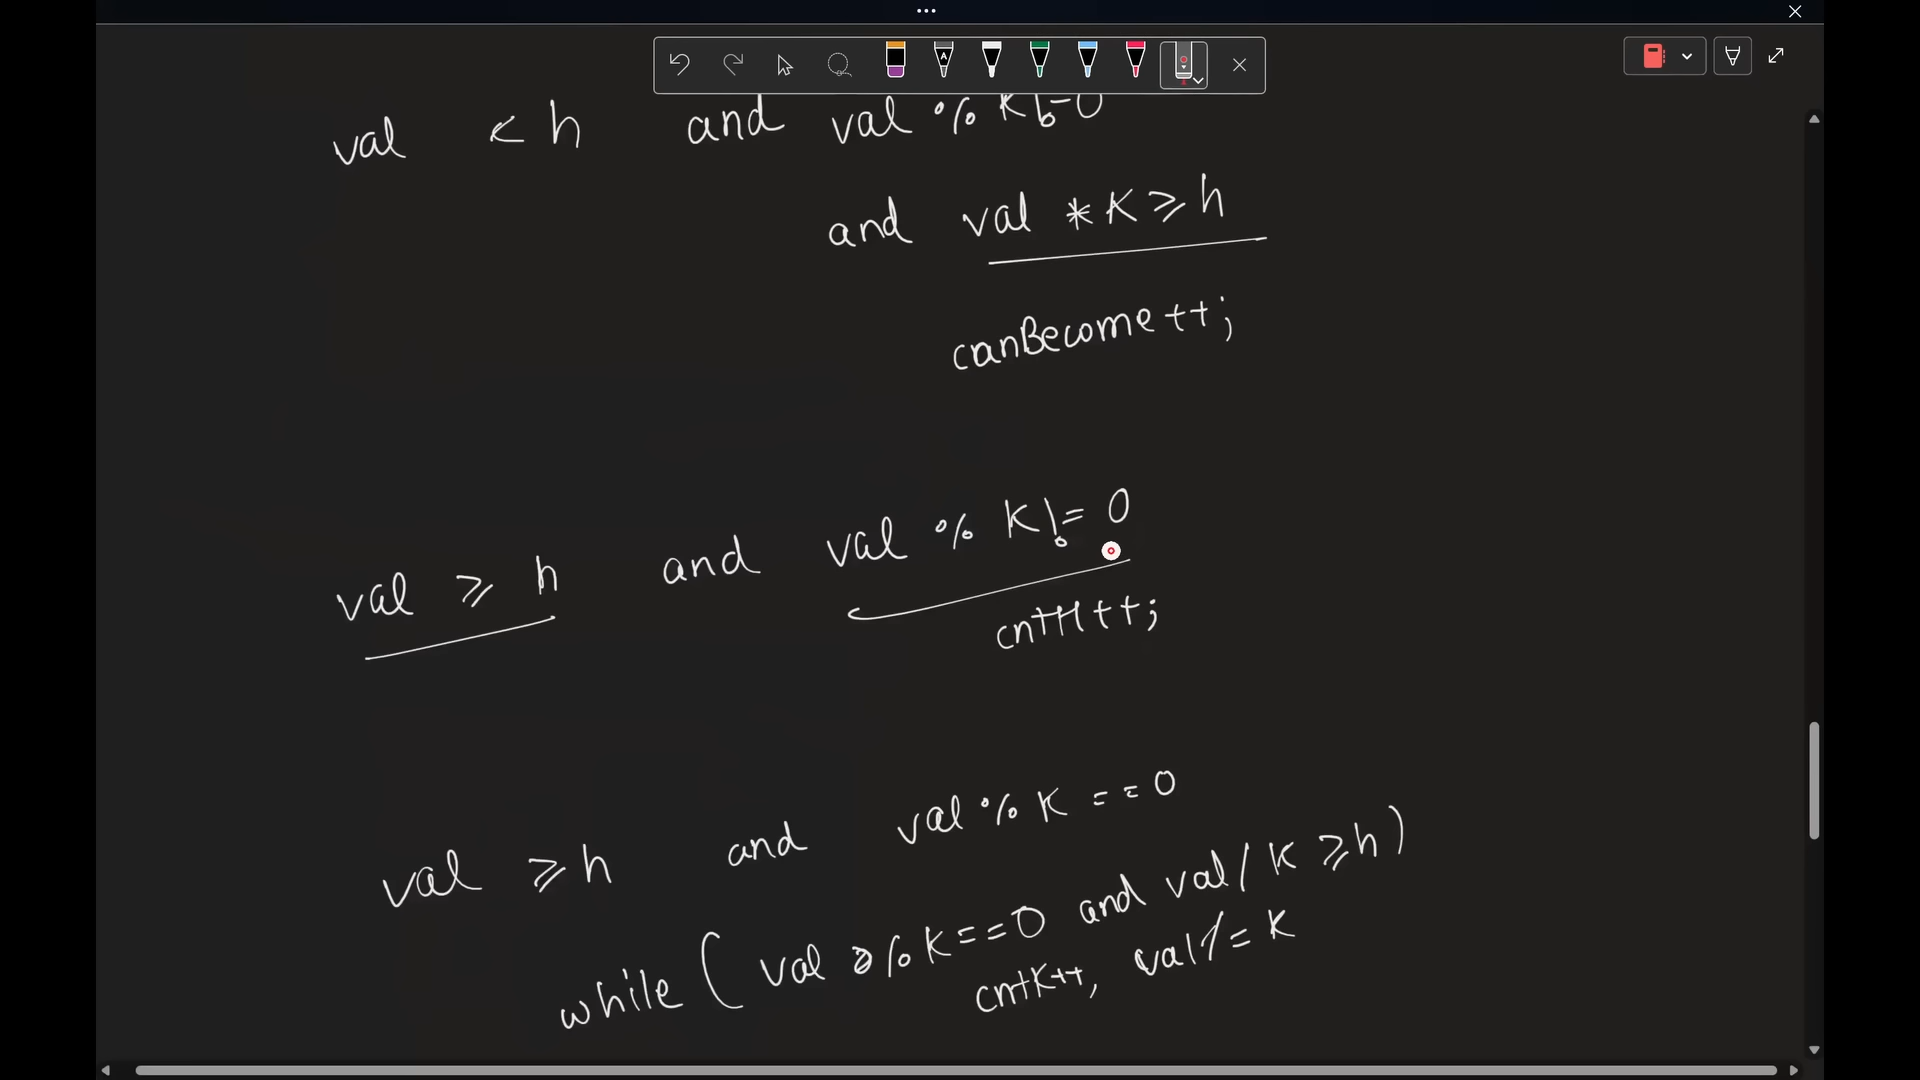 val < h and val % K != 0
and val * K ≥ h
canBecome++;
val ≥ h and val % K != 0
cntH++;
val ≥ h and val % K == 0
while ( val % K == 0 and val / K ≥ h )
cntK++, val /= K